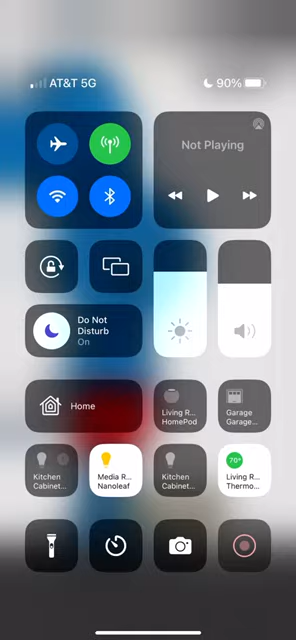 AT&T 5G
90%
Not Playing
Do Not
Disturb
On
Home
Living R...
HomePod
Garage
Garage...
Kitchen
Cabinet...
Media R...
Nanoleaf
Kitchen
Cabinet...
70°
Living R...
Thermo...